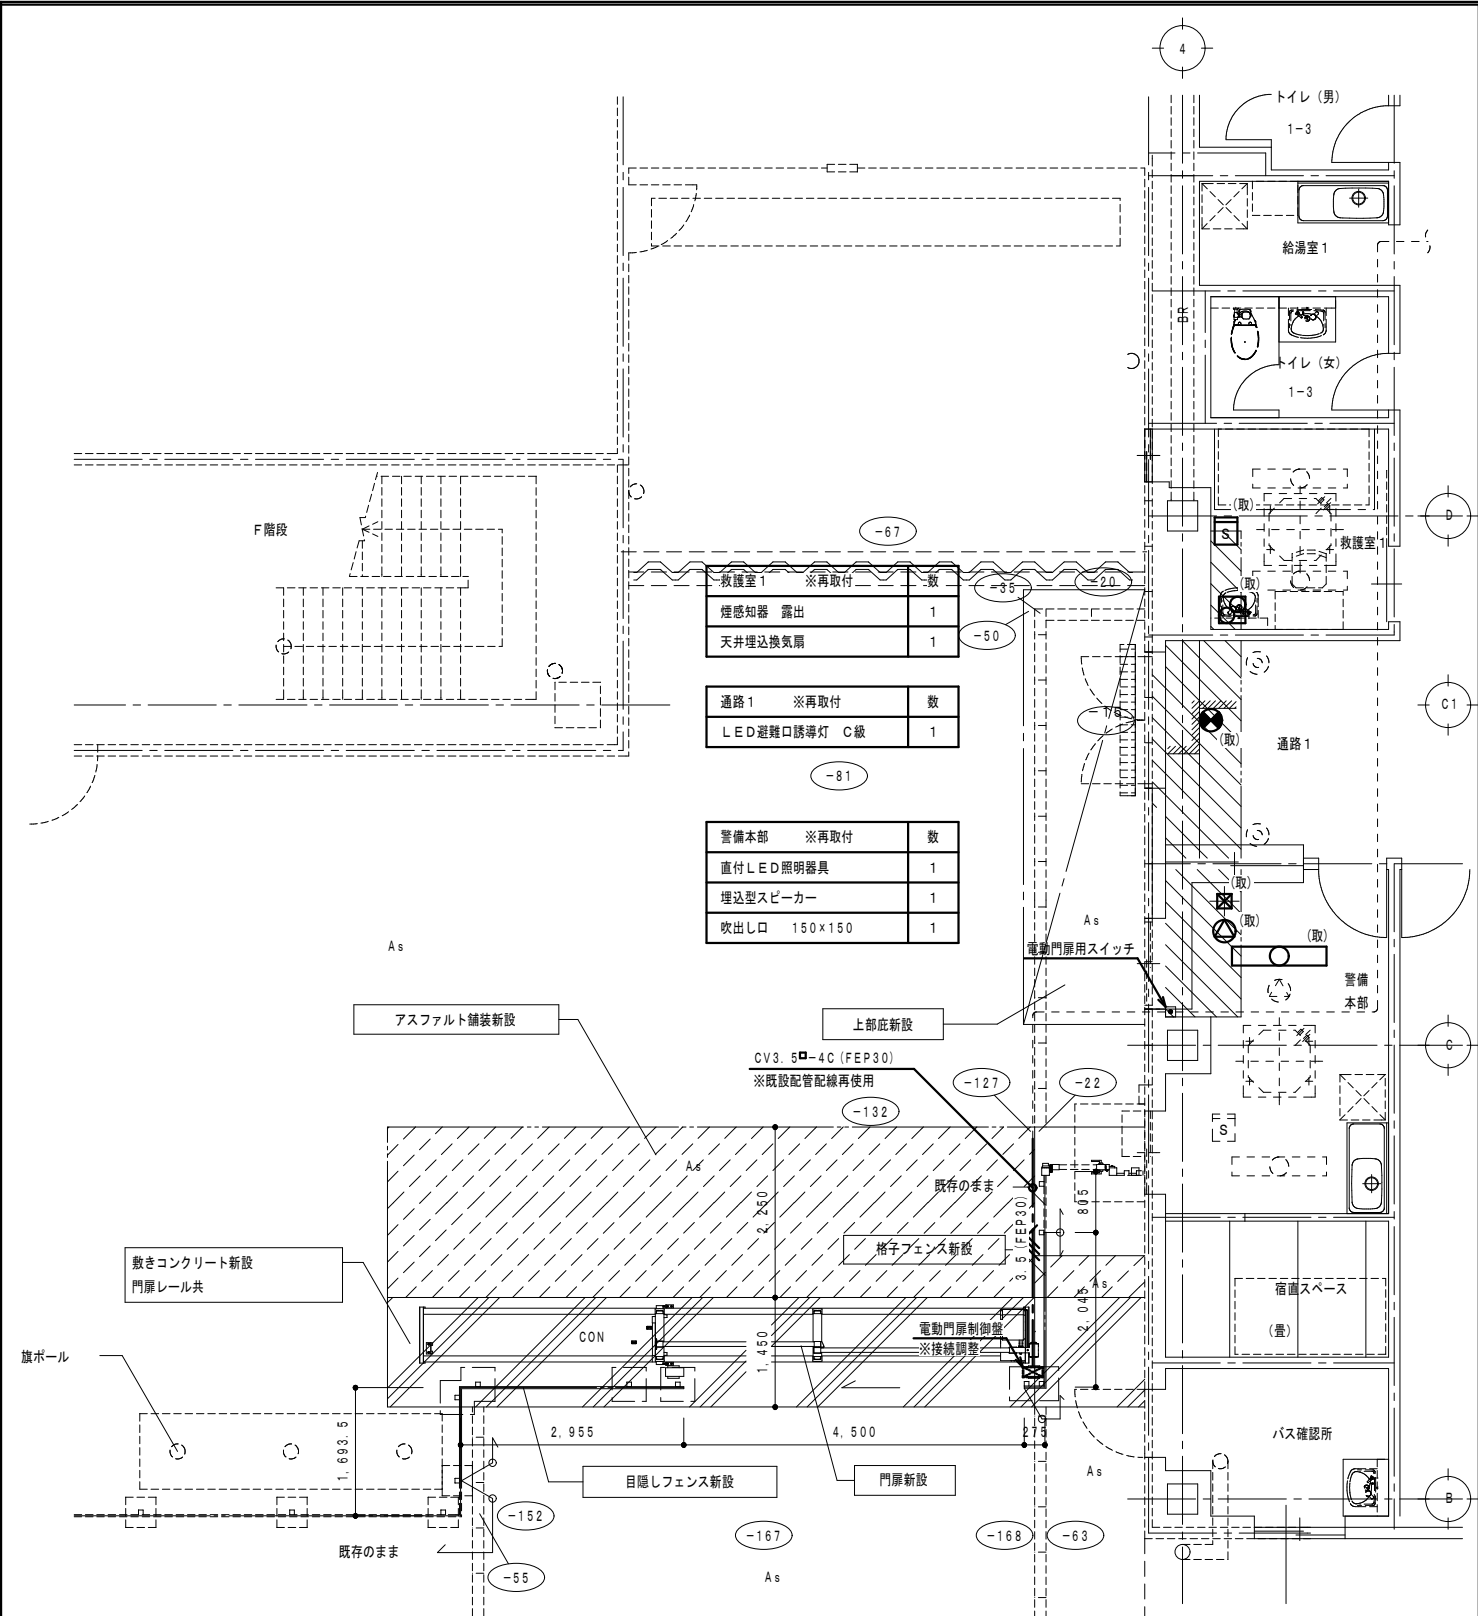 4
トイレ（男）
1-3
給湯室1
BR
トイレ（女）
1-3
F階段
(取)
D
S
救護室1
(取)
-67
救護室1　※再取付　数
煙感知器　露出　1
天井埋込換気扇　1
-35
-20
-50
通路1　※再取付　数
LED避難口誘導灯　C級　1
C1
(取)
通路1
-81
警備本部　※再取付　数
直付LED照明器具　1
埋込型スピーカー　1
吹出し口　150×150　1
(取)
(取)
(取)
As
As
電動門扉用スイッチ
警備
本部
アスファルト舗装新設
上部庇新設
C
CV3.5□-4C(FEP30)
※既設配管配線再使用
-127
-22
-132
S
As
既存のまま
2,250
3.5(FEP30)
805
格子フェンス新設
敷きコンクリート新設
門扉レール共
As
2,045
宿直スペース
(畳)
CON
1,450
電動門扉制御盤
※接続調整
旗ポール
1,693.5
2,955
4,500
275
バス確認所
目隠しフェンス新設
門扉新設
As
B
-152
-167
-168
-63
既存のまま
-55
As